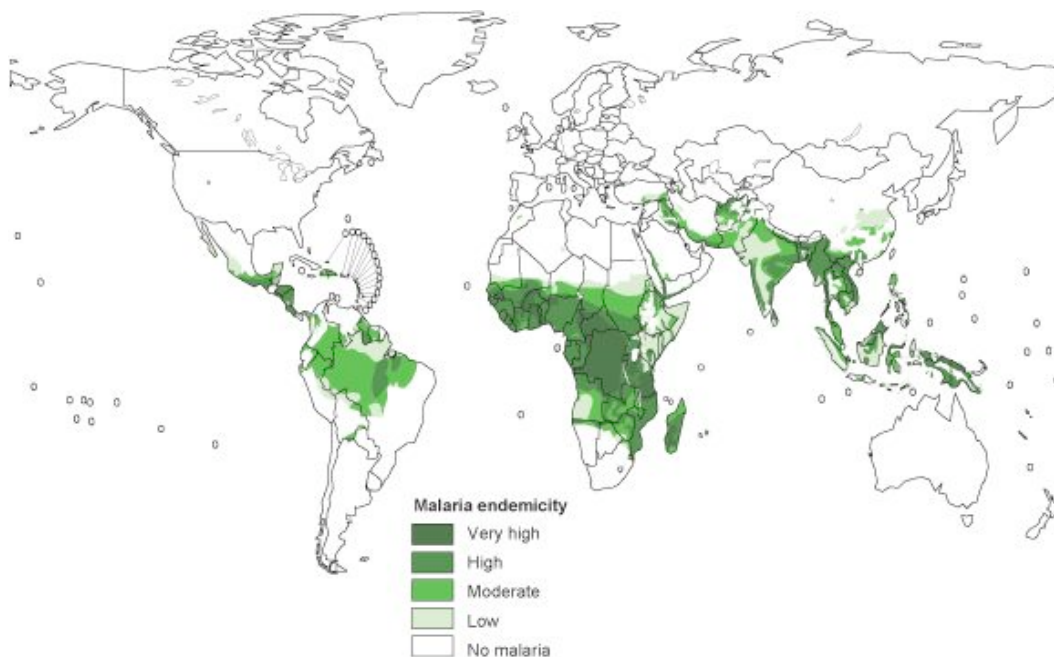 Malaria endemicity
Very high
High
Moderate
Low
No malaria